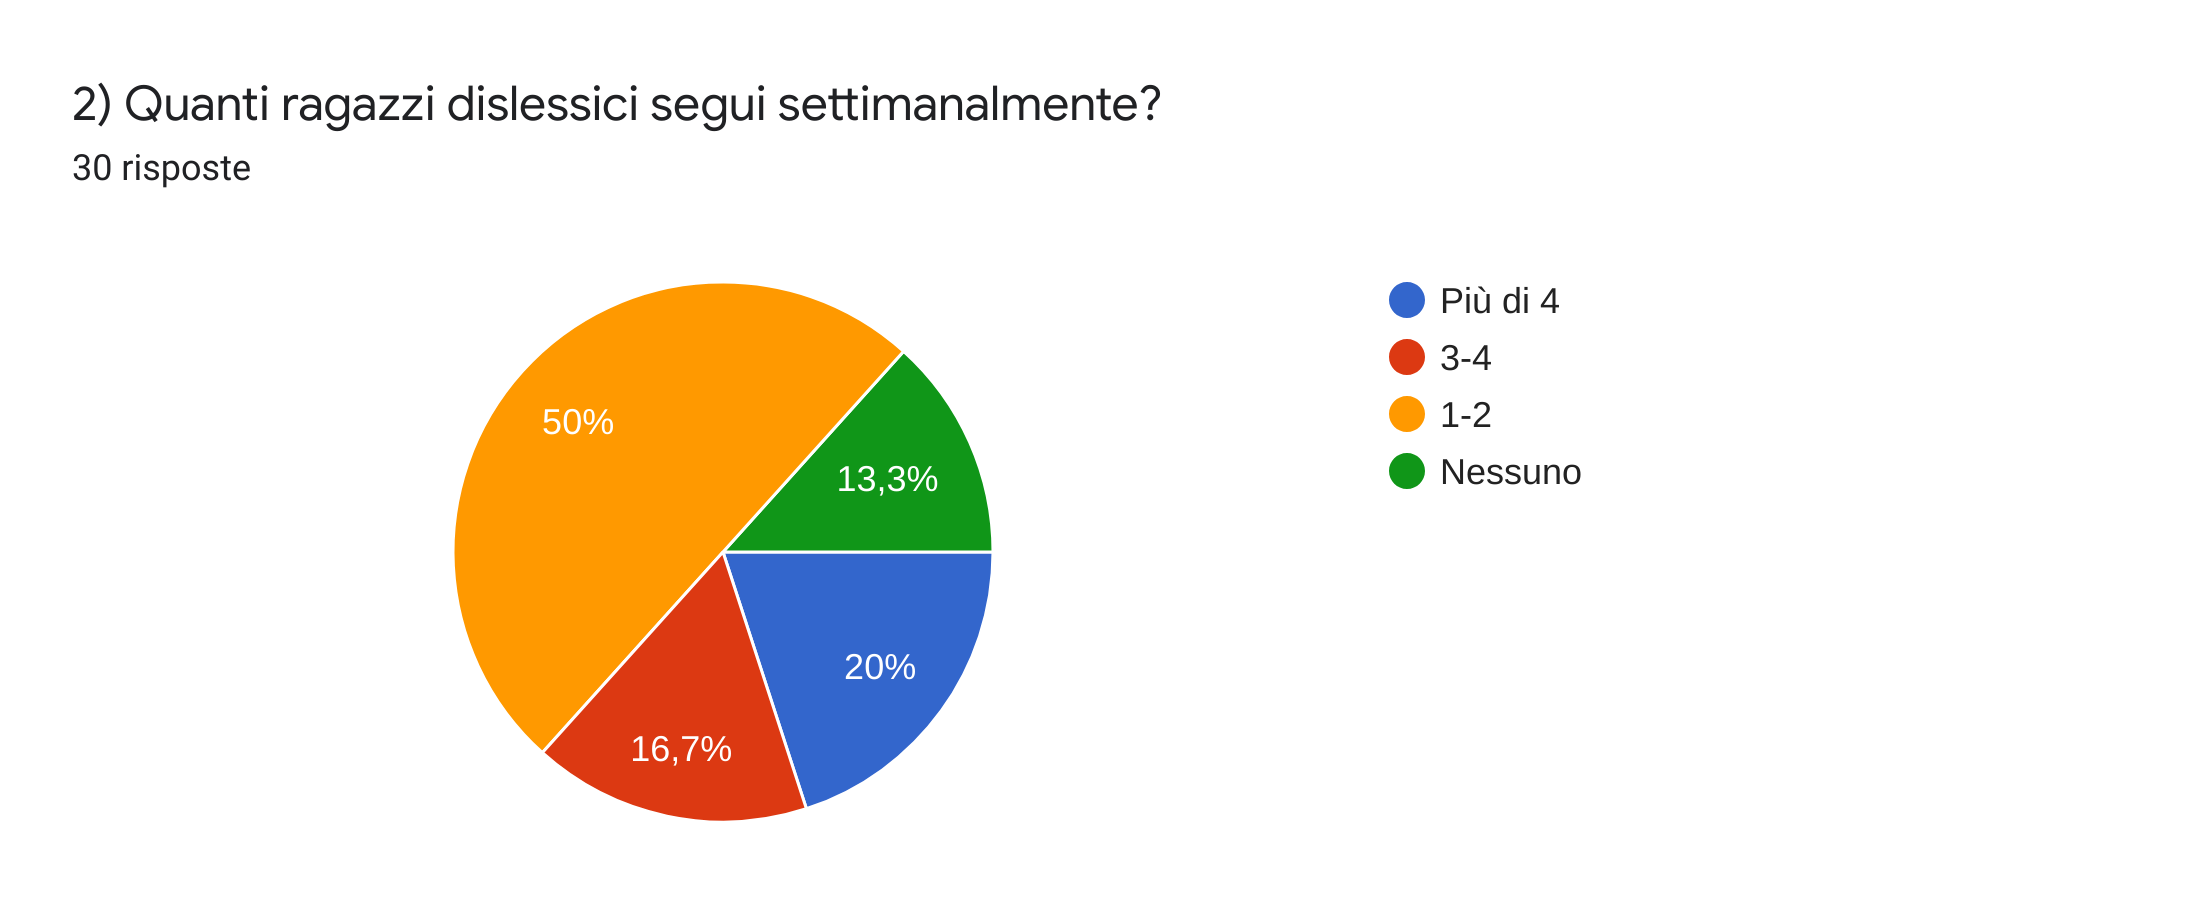 2) Quanti ragazzi dislessici segui settimanalmente?
30 risposte
Più di 4
3-4
1-2
Nessuno
50%
13,3%
20%
16,7%